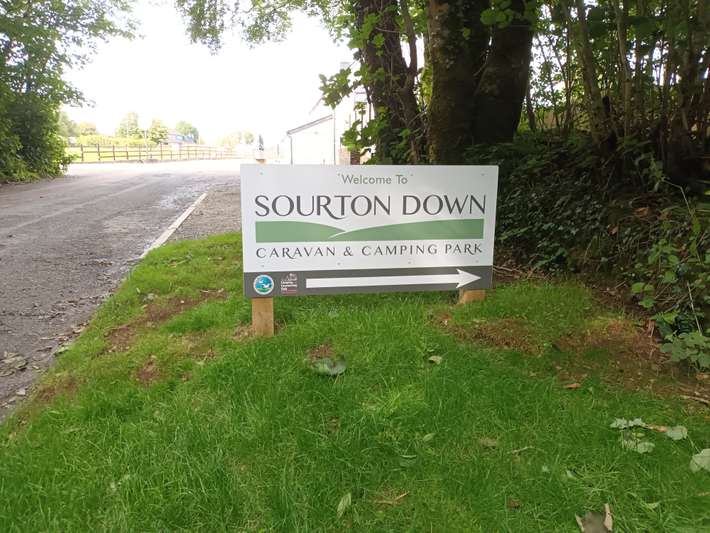 Welcome To
SOURTON DOWN
CARAVAN & CAMPING PARK